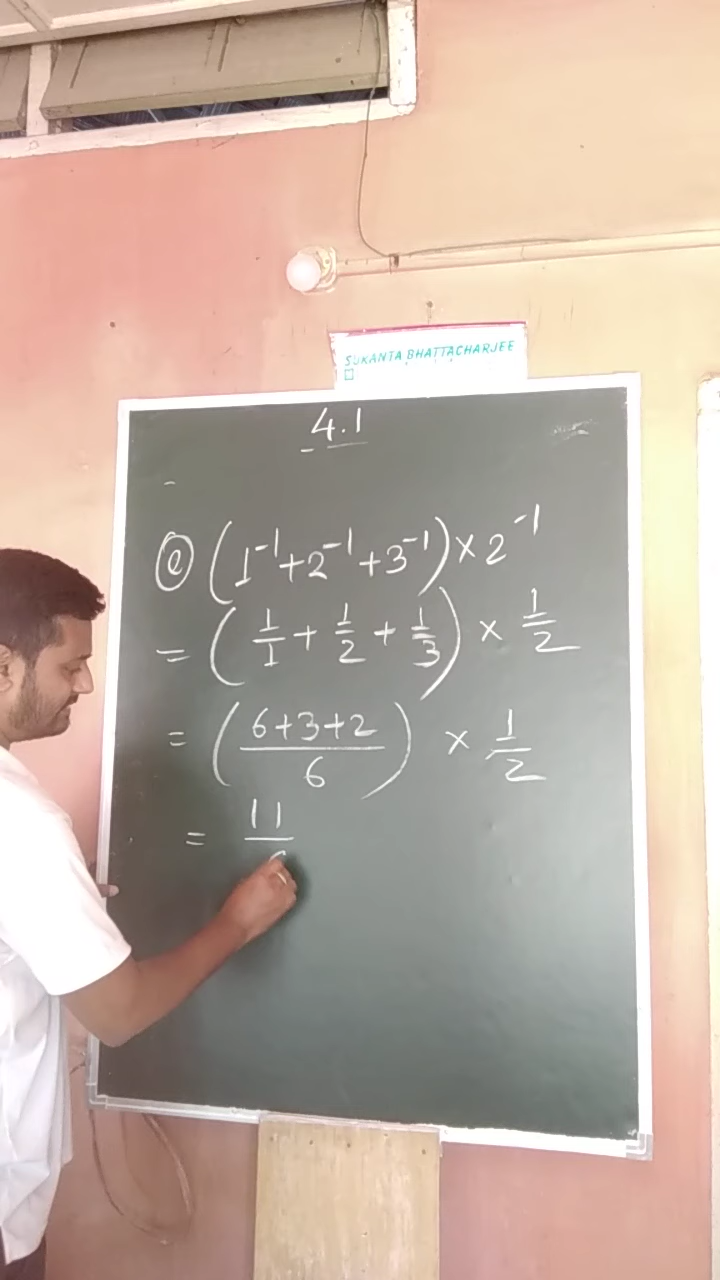 SUKANTA BHATTACHARJEE
4.1
ⓔ (1⁻¹+2⁻¹+3⁻¹)×2⁻¹
= (1/1 + 1/2 + 1/3) × 1/2
= ((6+3+2)/6) × 1/2
= 11/